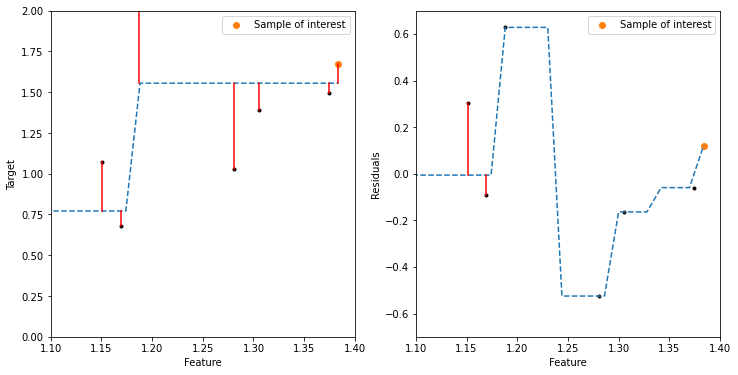 Sample of interest
Target
2.00
1.75
1.50
1.25
1.00
0.75
0.50
0.25
0.00
1.10 1.15 1.20 1.25 1.30 1.35 1.40
Feature
Sample of interest
Residuals
0.6
0.4
0.2
0.0
−0.2
−0.4
−0.6
1.10 1.15 1.20 1.25 1.30 1.35 1.40
Feature